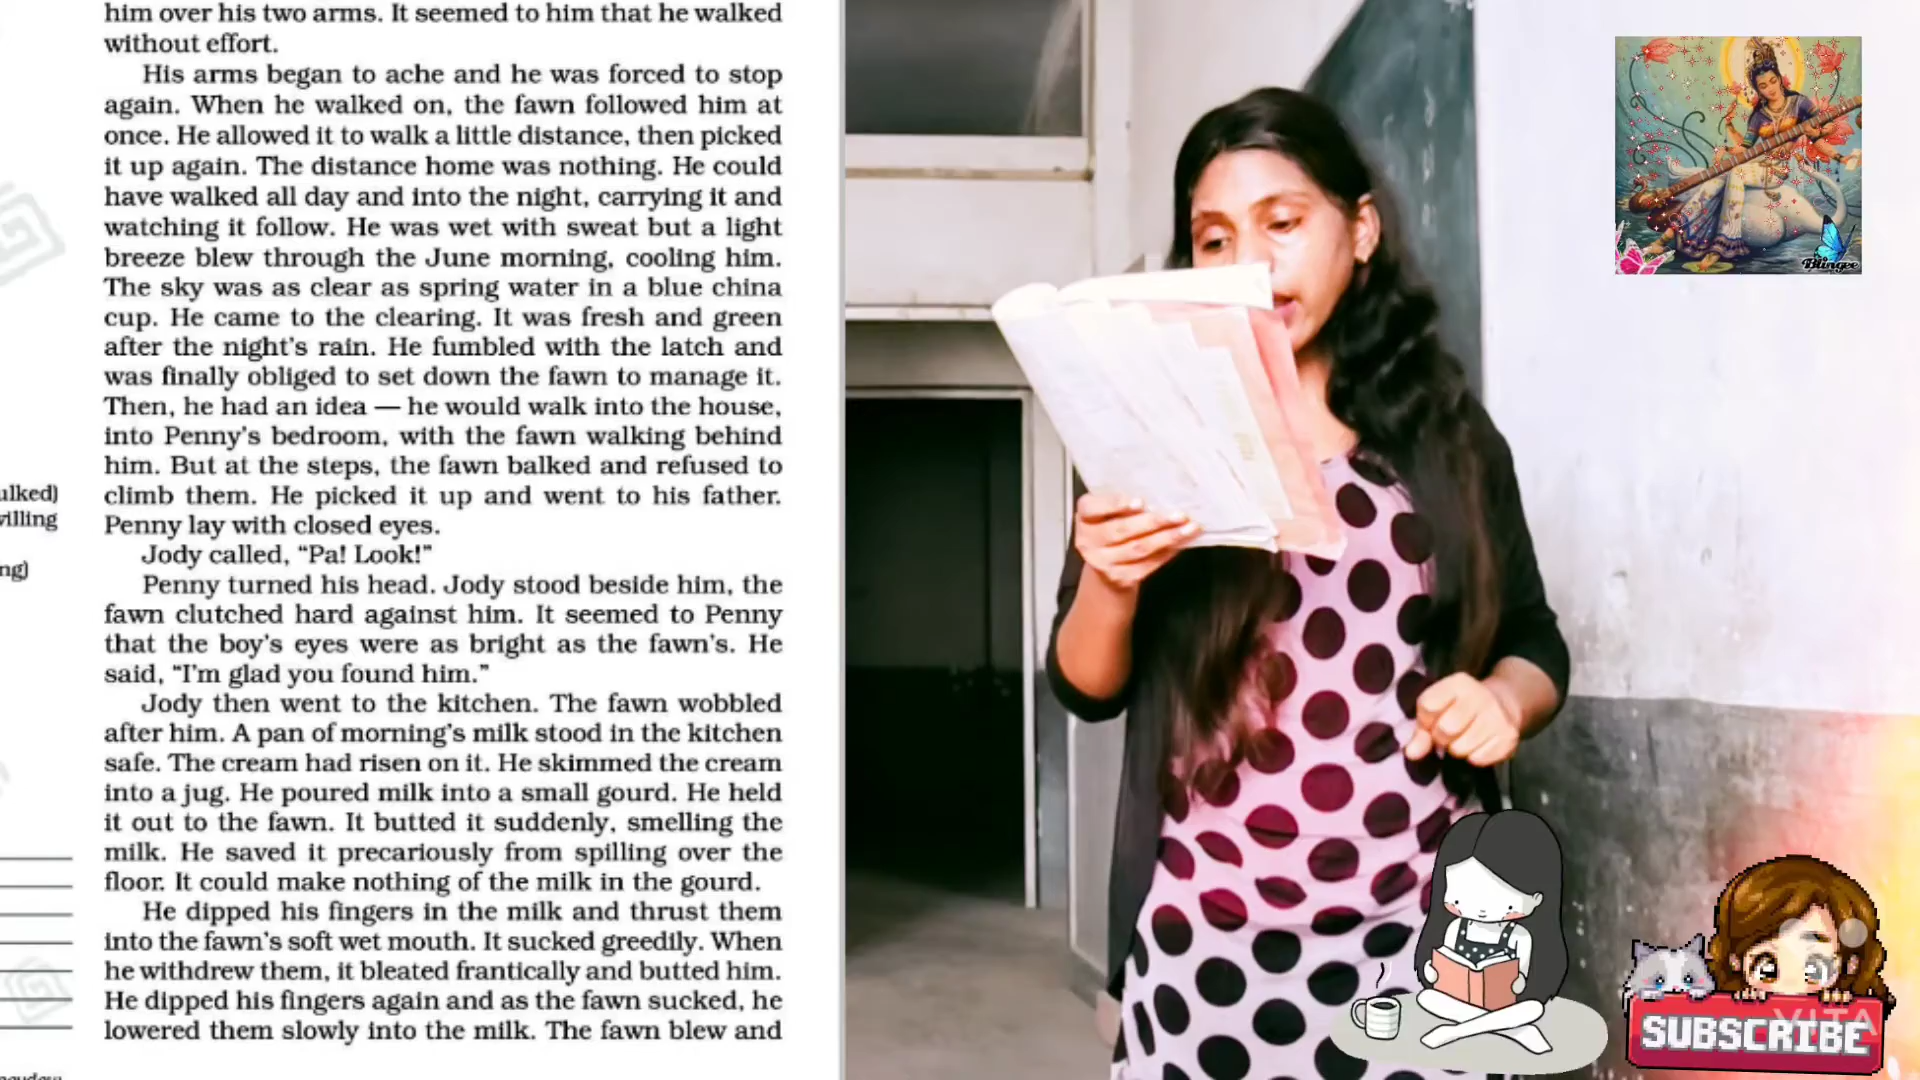 him over his two arms. It seemed to him that he walked
without effort.
His arms began to ache and he was forced to stop
again. When he walked on, the fawn followed him at
once. He allowed it to walk a little distance, then picked
it up again. The distance home was nothing. He could
have walked all day and into the night, carrying it and
watching it follow. He was wet with sweat but a light
breeze blew through the June morning, cooling him.
The sky was as clear as spring water in a blue china
cup. He came to the clearing. It was fresh and green
after the night's rain. He fumbled with the latch and
was finally obliged to set down the fawn to manage it.
Then, he had an idea — he would walk into the house,
into Penny's bedroom, with the fawn walking behind
him. But at the steps, the fawn balked and refused to
climb them. He picked it up and went to his father.
Penny lay with closed eyes.
Jody called, “Pa! Look!”
Penny turned his head. Jody stood beside him, the
fawn clutched hard against him. It seemed to Penny
that the boy's eyes were as bright as the fawn's. He
said, “I'm glad you found him.”
Jody then went to the kitchen. The fawn wobbled
after him. A pan of morning's milk stood in the kitchen
safe. The cream had risen on it. He skimmed the cream
into a jug. He poured milk into a small gourd. He held
it out to the fawn. It butted it suddenly, smelling the
milk. He saved it precariously from spilling over the
floor. It could make nothing of the milk in the gourd.
He dipped his fingers in the milk and thrust them
into the fawn's soft wet mouth. It sucked greedily. When
he withdrew them, it bleated frantically and butted him.
He dipped his fingers again and as the fawn sucked, he
lowered them slowly into the milk. The fawn blew and
ulked)
villing
ng)
Blingee
SUBSCRIBE
VITA